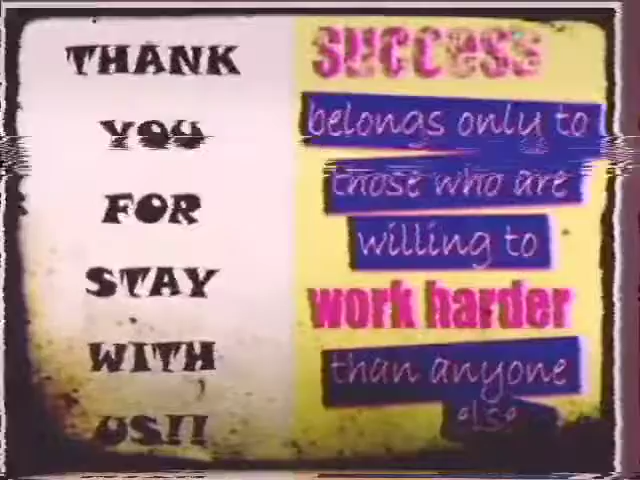 THANK
YOU
FOR
STAY
WITH
US!!
SUCCESS
belongs only to
those who are
willing to
work harder
than anyone
else